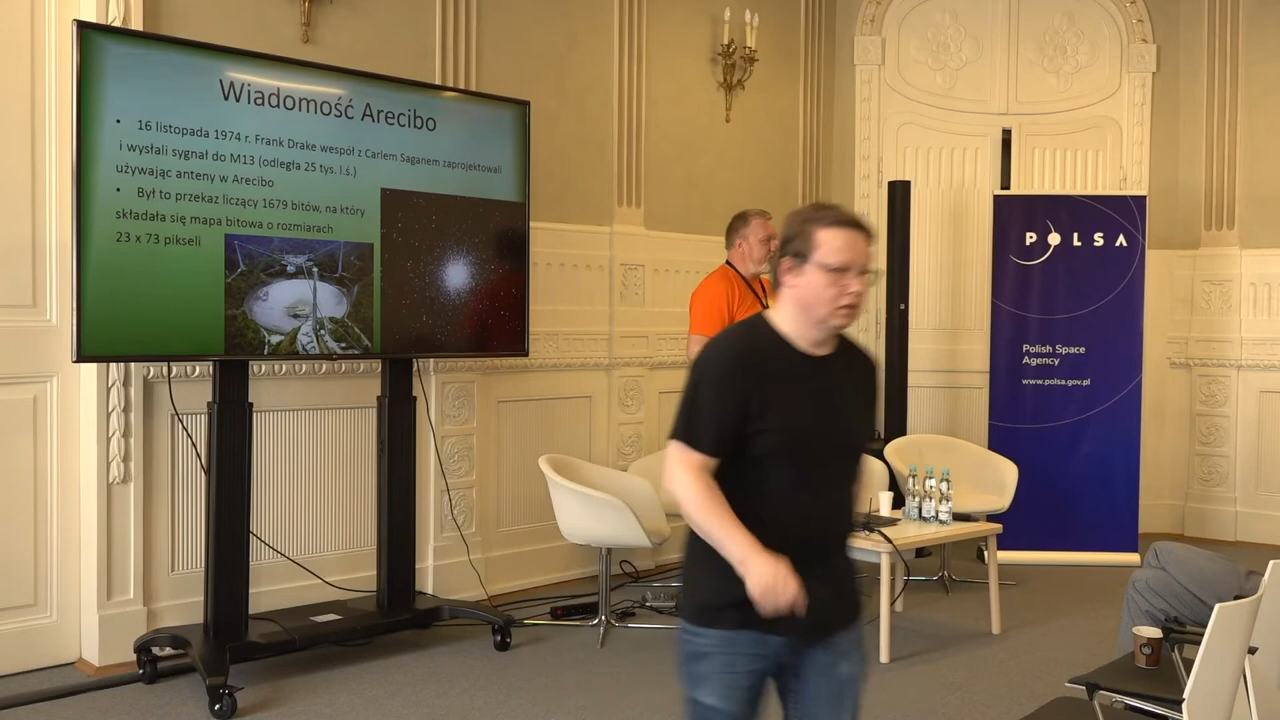 Wiadomość Arecibo
• 16 listopada 1974 r. Frank Drake wespół z Carlem Saganem zaprojektowali
i wysłali sygnał do M13 (odległa 25 tys. l.ś.)
używając anteny w Arecibo
• Był to przekaz liczący 1679 bitów, na który
składała się mapa bitowa o rozmiarach
23 x 73 pikseli
POLSA
Polish Space
Agency
www.polsa.gov.pl